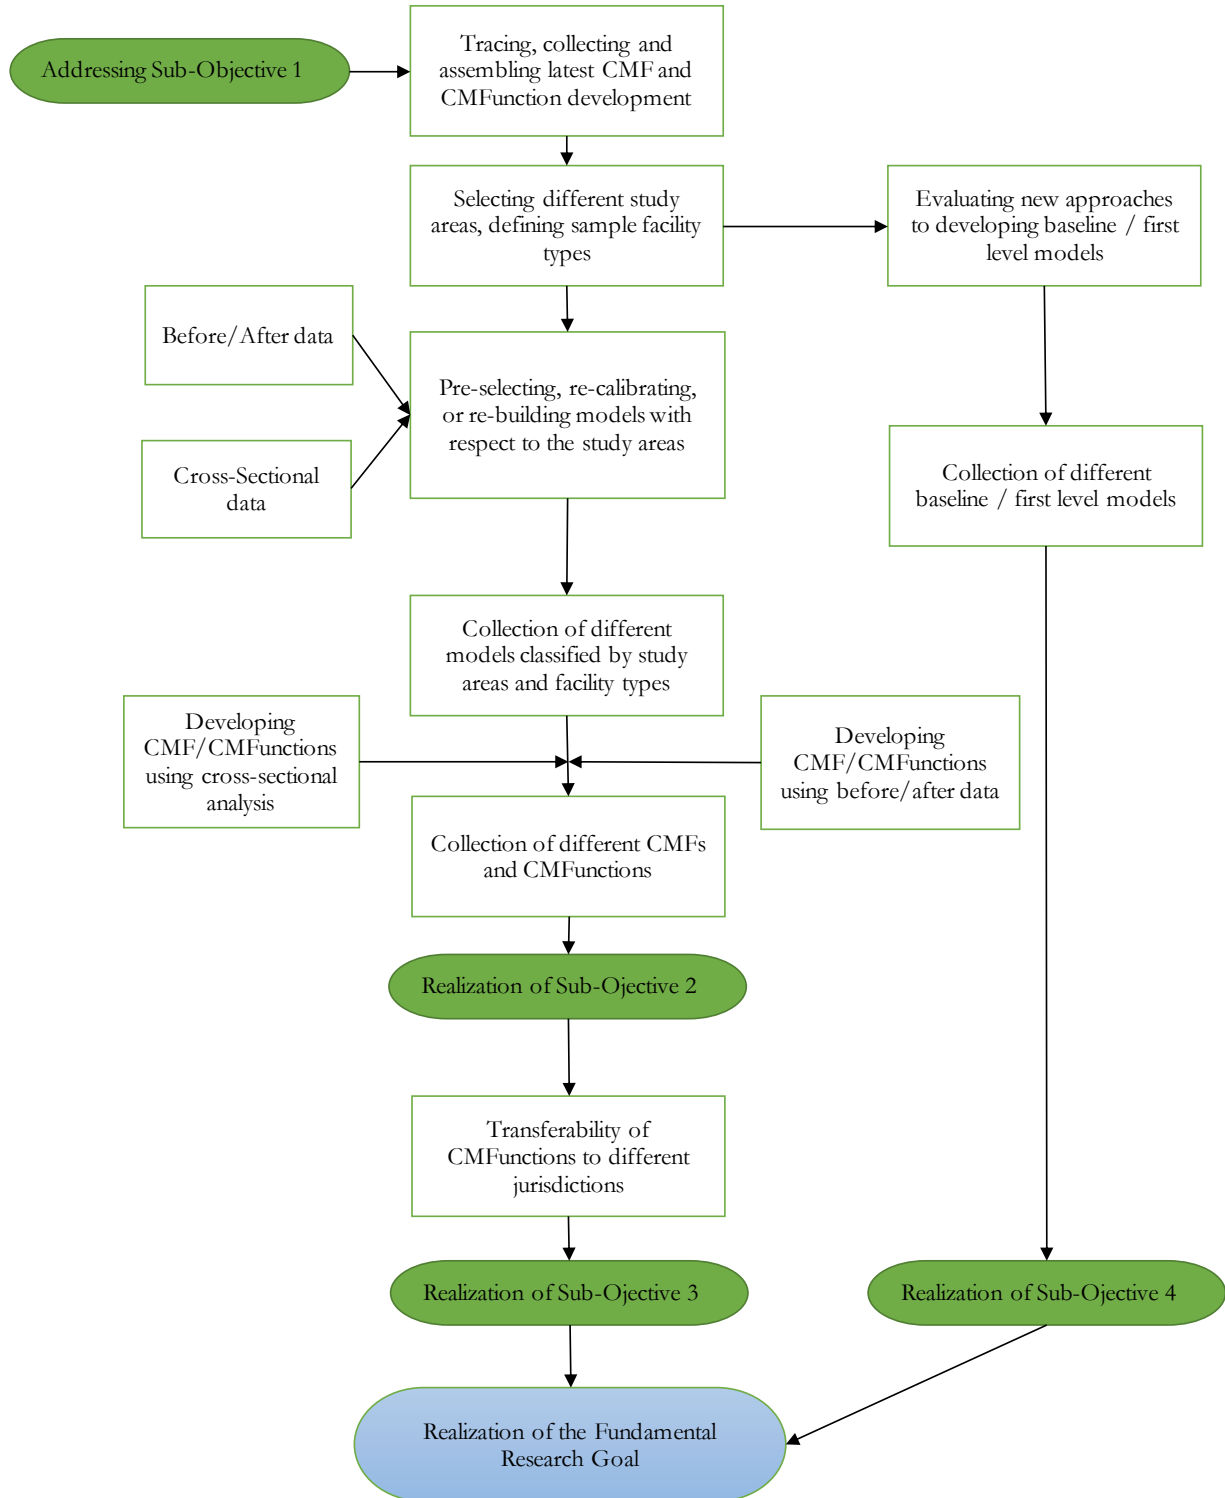 Addressing Sub-Objective 1
Tracing, collecting and
assembling latest CMF and
CMFunction development
Selecting different study
areas, defining sample facility
types
Evaluating new approaches
to developing baseline / first
level models
Before/After data
Pre-selecting, re-calibrating,
or re-building models with
respect to the study areas
Cross-Sectional
data
Collection of different
baseline / first level models
Collection of different
models classified by study
areas and facility types
Developing
CMF/CMFunctions
using cross-sectional
analysis
Developing
CMF/CMFunctions
using before/after data
Collection of different CMFs
and CMFunctions
Realization of Sub-Ojective 2
Transferability of
CMFunctions to different
jurisdictions
Realization of Sub-Ojective 3
Realization of Sub-Ojective 4
Realization of the Fundamental
Research Goal